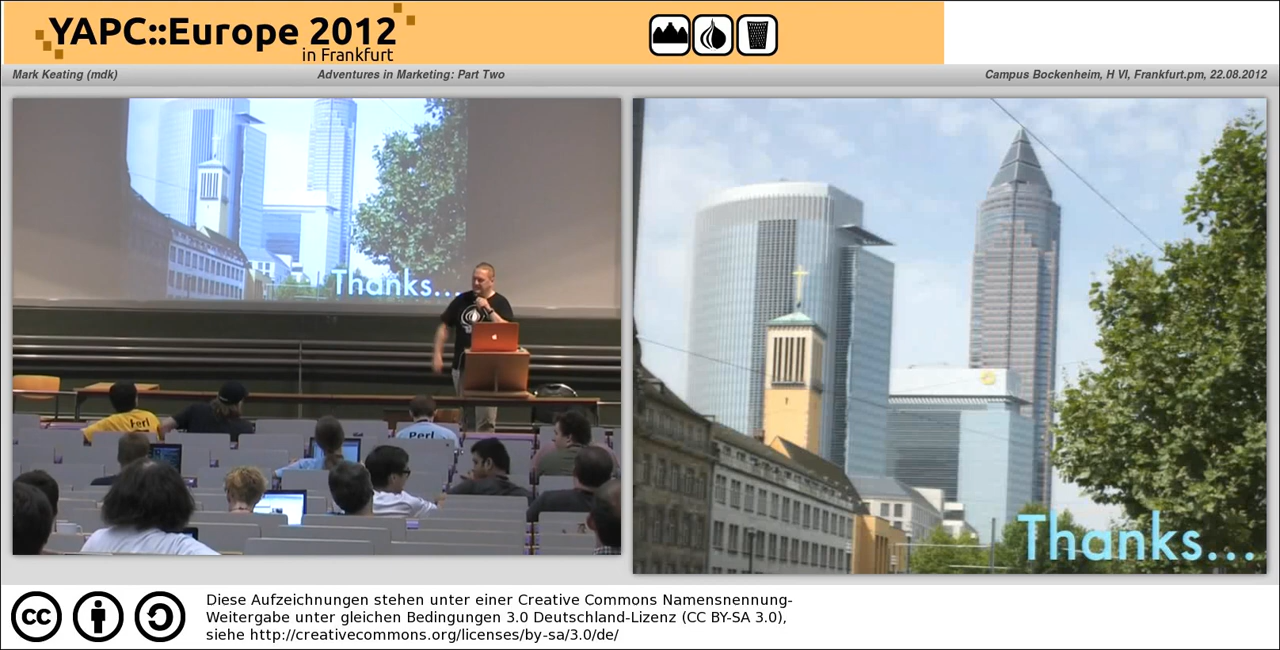 YAPC::Europe 2012
in Frankfurt
Mark Keating (mdk)
Adventures in Marketing: Part Two
Campus Bockenheim, H VI, Frankfurt.pm, 22.08.2012
Thanks...
Perl
Perl
Thanks...
cc
Diese Aufzeichnungen stehen unter einer Creative Commons Namensnennung-
Weitergabe unter gleichen Bedingungen 3.0 Deutschland-Lizenz (CC BY-SA 3.0),
siehe http://creativecommons.org/licenses/by-sa/3.0/de/